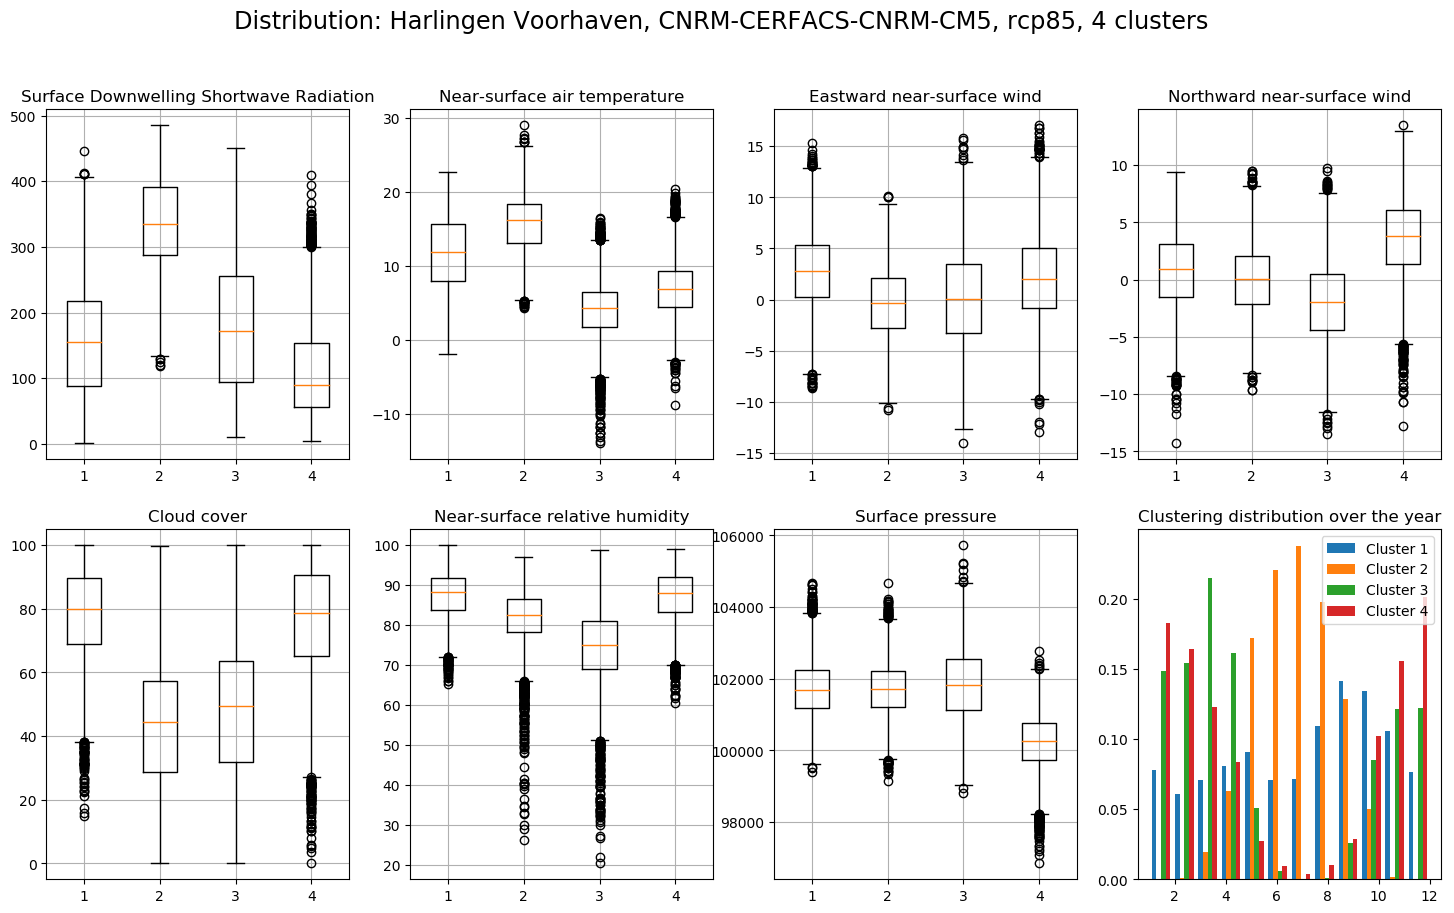 Distribution: Harlingen Voorhaven, CNRM-CERFACS-CNRM-CM5, rcp85, 4 clusters
Surface Downwelling Shortwave Radiation
500
400
300
200
100
0
1 2 3 4
Near-surface air temperature
30
20
10
0
−10
1 2 3 4
Eastward near-surface wind
15
10
5
0
−5
−10
−15
1 2 3 4
Northward near-surface wind
10
5
0
−5
−10
−15
1 2 3 4
Cloud cover
100
80
60
40
20
0
1 2 3 4
Near-surface relative humidity
100
90
80
70
60
50
40
30
20
1 2 3 4
Surface pressure
106000
104000
102000
100000
98000
1 2 3 4
Clustering distribution over the year
Cluster 1
Cluster 2
Cluster 3
Cluster 4
0.20
0.15
0.10
0.05
0.00
2 4 6 8 10 12